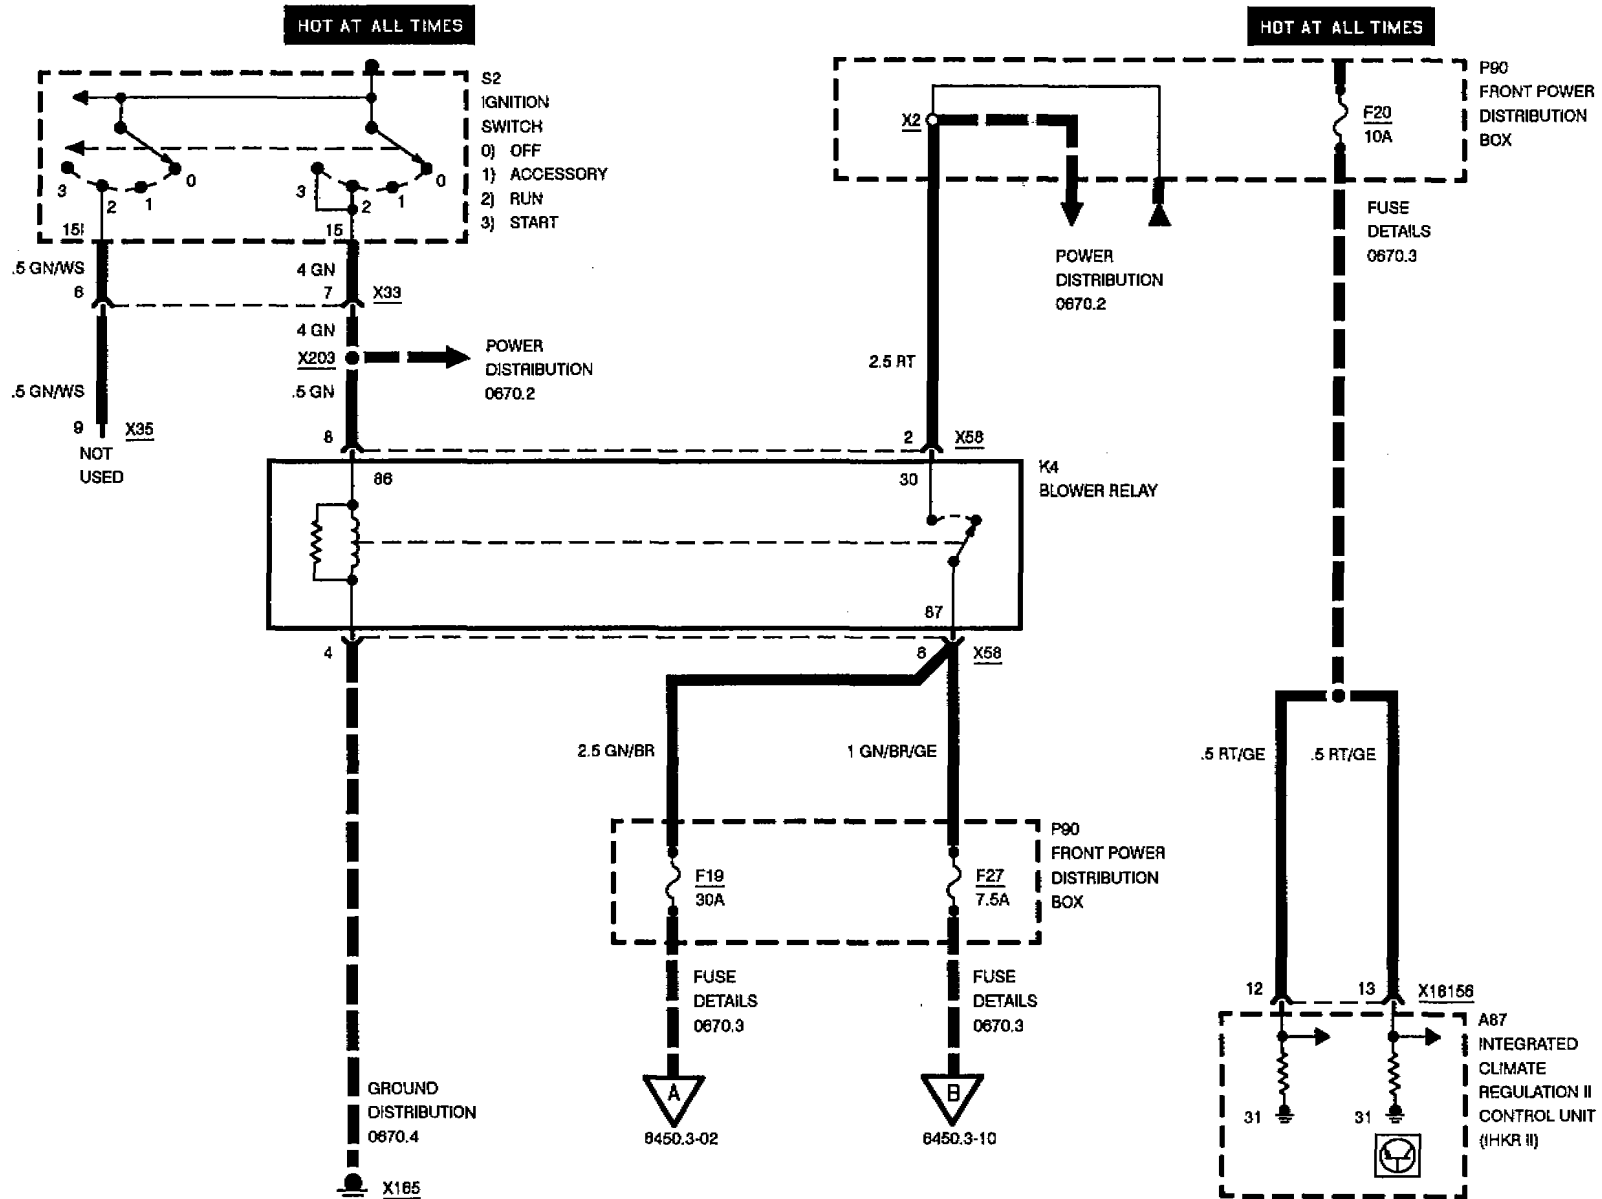 HOT AT ALL TIMES
HOT AT ALL TIMES
S2
IGNITION
SWITCH
0) OFF
1) ACCESSORY
2) RUN
3) START
3
2
1
0
3
2
1
0
15I
15
.5 GN/WS
4 GN
6
7
X33
4 GN
X203
.5 GN/WS
.5 GN
POWER
DISTRIBUTION
0670.2
9
X35
NOT
USED
X2
P90
FRONT POWER
DISTRIBUTION
BOX
F20
10A
POWER
DISTRIBUTION
0670.2
FUSE
DETAILS
0670.3
2.5 RT
8
2
X58
86
30
K4
BLOWER RELAY
87
4
6
X58
2.5 GN/BR
1 GN/BR/GE
.5 RT/GE
.5 RT/GE
P90
FRONT POWER
DISTRIBUTION
BOX
F19
30A
F27
7.5A
FUSE
DETAILS
0670.3
FUSE
DETAILS
0670.3
12
13
X18156
A87
INTEGRATED
CLIMATE
REGULATION II
CONTROL UNIT
(IHKR II)
31
31
GROUND
DISTRIBUTION
0670.4
A
B
6450.3-02
6450.3-10
X165